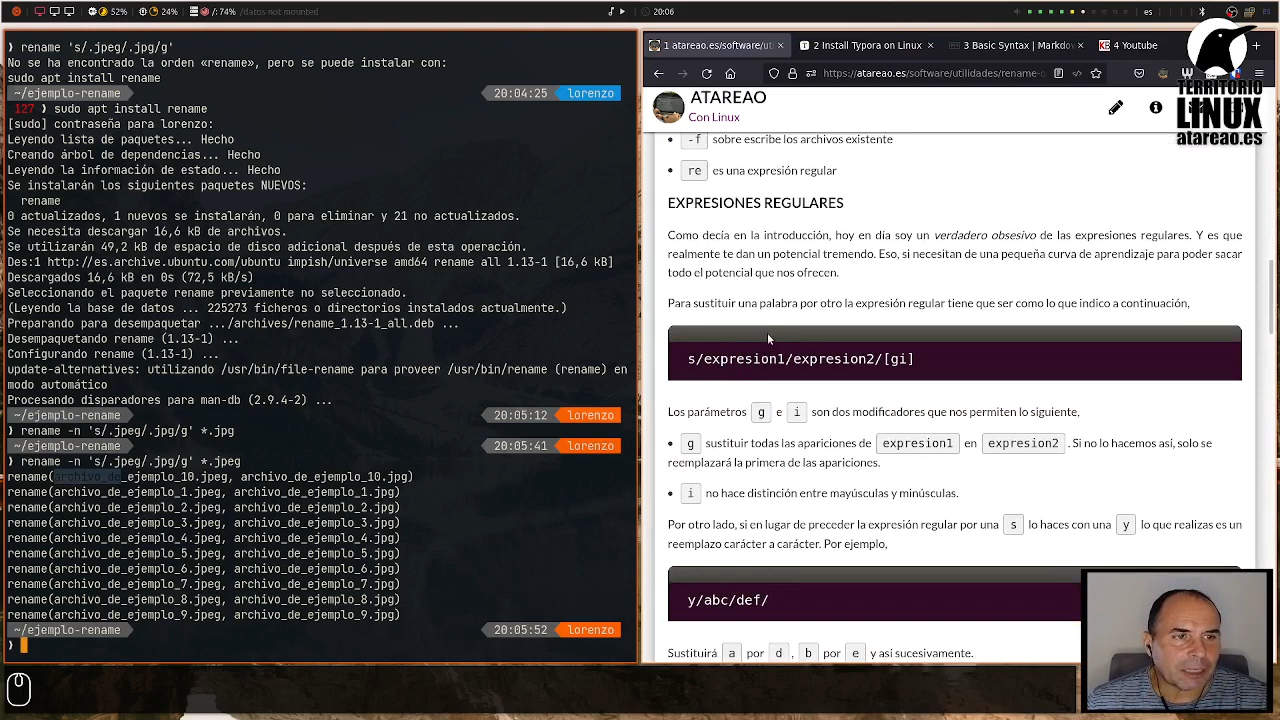 52%
24%
/: 74%
/datos not mounted
20:06
es
ES
❯ rename 's/.jpeg/.jpg/g'
No se ha encontrado la orden «rename», pero se puede instalar con:
sudo apt install rename
~/ejemplo-rename 20:04:25 lorenzo
127 ❯ sudo apt install rename
[sudo] contraseña para lorenzo:
Leyendo lista de paquetes... Hecho
Creando árbol de dependencias... Hecho
Leyendo la información de estado... Hecho
Se instalarán los siguientes paquetes NUEVOS:
rename
0 actualizados, 1 nuevos se instalarán, 0 para eliminar y 21 no actualizados.
Se necesita descargar 16,6 kB de archivos.
Se utilizarán 49,2 kB de espacio de disco adicional después de esta operación.
Des:1 http://es.archive.ubuntu.com/ubuntu impish/universe amd64 rename all 1.13-1 [16,6 kB]
Descargados 16,6 kB en 0s (72,5 kB/s)
Seleccionando el paquete rename previamente no seleccionado.
(Leyendo la base de datos ... 225273 ficheros o directorios instalados actualmente.)
Preparando para desempaquetar .../archives/rename_1.13-1_all.deb ...
Desempaquetando rename (1.13-1) ...
Configurando rename (1.13-1) ...
update-alternatives: utilizando /usr/bin/file-rename para proveer /usr/bin/rename (rename) en
modo automático
Procesando disparadores para man-db (2.9.4-2) ...
~/ejemplo-rename 20:05:12 lorenzo
❯ rename -n 's/.jpeg/.jpg/g' *.jpg
~/ejemplo-rename 20:05:41 lorenzo
❯ rename -n 's/.jpeg/.jpg/g' *.jpeg
rename(archivo_de_ejemplo_10.jpeg, archivo_de_ejemplo_10.jpg)
rename(archivo_de_ejemplo_1.jpeg, archivo_de_ejemplo_1.jpg)
rename(archivo_de_ejemplo_2.jpeg, archivo_de_ejemplo_2.jpg)
rename(archivo_de_ejemplo_3.jpeg, archivo_de_ejemplo_3.jpg)
rename(archivo_de_ejemplo_4.jpeg, archivo_de_ejemplo_4.jpg)
rename(archivo_de_ejemplo_5.jpeg, archivo_de_ejemplo_5.jpg)
rename(archivo_de_ejemplo_6.jpeg, archivo_de_ejemplo_6.jpg)
rename(archivo_de_ejemplo_7.jpeg, archivo_de_ejemplo_7.jpg)
rename(archivo_de_ejemplo_8.jpeg, archivo_de_ejemplo_8.jpg)
rename(archivo_de_ejemplo_9.jpeg, archivo_de_ejemplo_9.jpg)
~/ejemplo-rename 20:05:52 lorenzo
❯
1 atareao.es/software/ut
2 Install Typora on Linux
3 Basic Syntax | Markdow
4 Youtube
https://atareao.es/software/utilidades/rename-o
TERRITORIO
LINUX
atareao.es
ATAREAO
Con Linux
• -f sobre escribe los archivos existente
• re es una expresión regular
EXPRESIONES REGULARES
Como decía en la introducción, hoy en día soy un verdadero obsesivo de las expresiones regulares. Y es que
realmente te dan un potencial tremendo. Eso, si necesitan de una pequeña curva de aprendizaje para poder sacar
todo el potencial que nos ofrecen.
Para sustituir una palabra por otro la expresión regular tiene que ser como lo que indico a continuación,
s/expresion1/expresion2/[gi]
Los parámetros g e i son dos modificadores que nos permiten lo siguiente,
• g sustituir todas las apariciones de expresion1 en expresion2 . Si no lo hacemos así, solo se
reemplazará la primera de las apariciones.
• i no hace distinción entre mayúsculas y minúsculas.
Por otro lado, si en lugar de preceder la expresión regular por una s lo haces con una y lo que realizas es un
reemplazo carácter a carácter. Por ejemplo,
y/abc/def/
Sustituirá a por d , b por e y así sucesivamente.